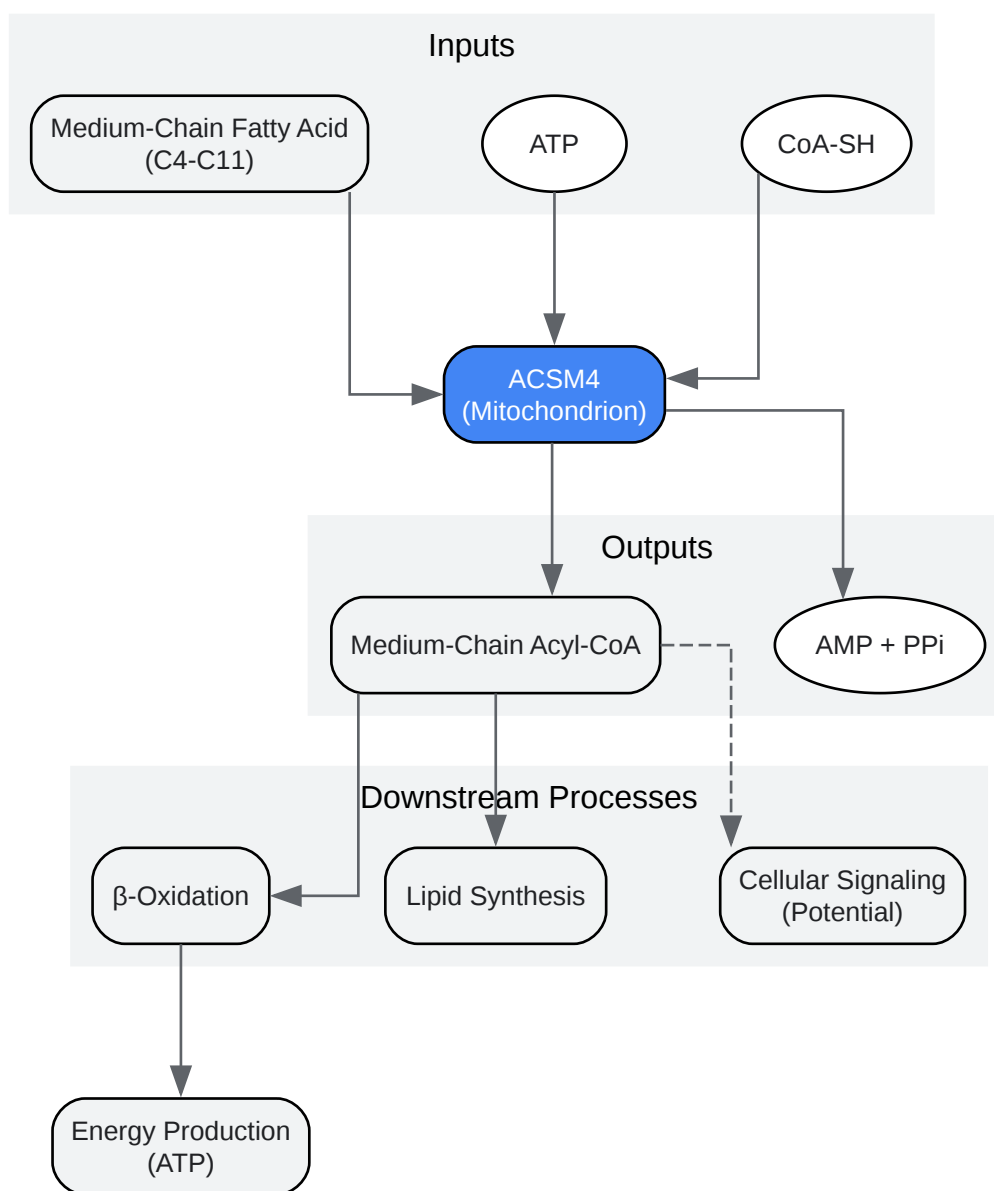 Inputs
Medium-Chain Fatty Acid
(C4-C11)
ATP
CoA-SH
ACSM4
(Mitochondrion)
Outputs
Medium-Chain Acyl-CoA
AMP + PPi
Downstream Processes
β-Oxidation
Lipid Synthesis
Cellular Signaling
(Potential)
Energy Production
(ATP)